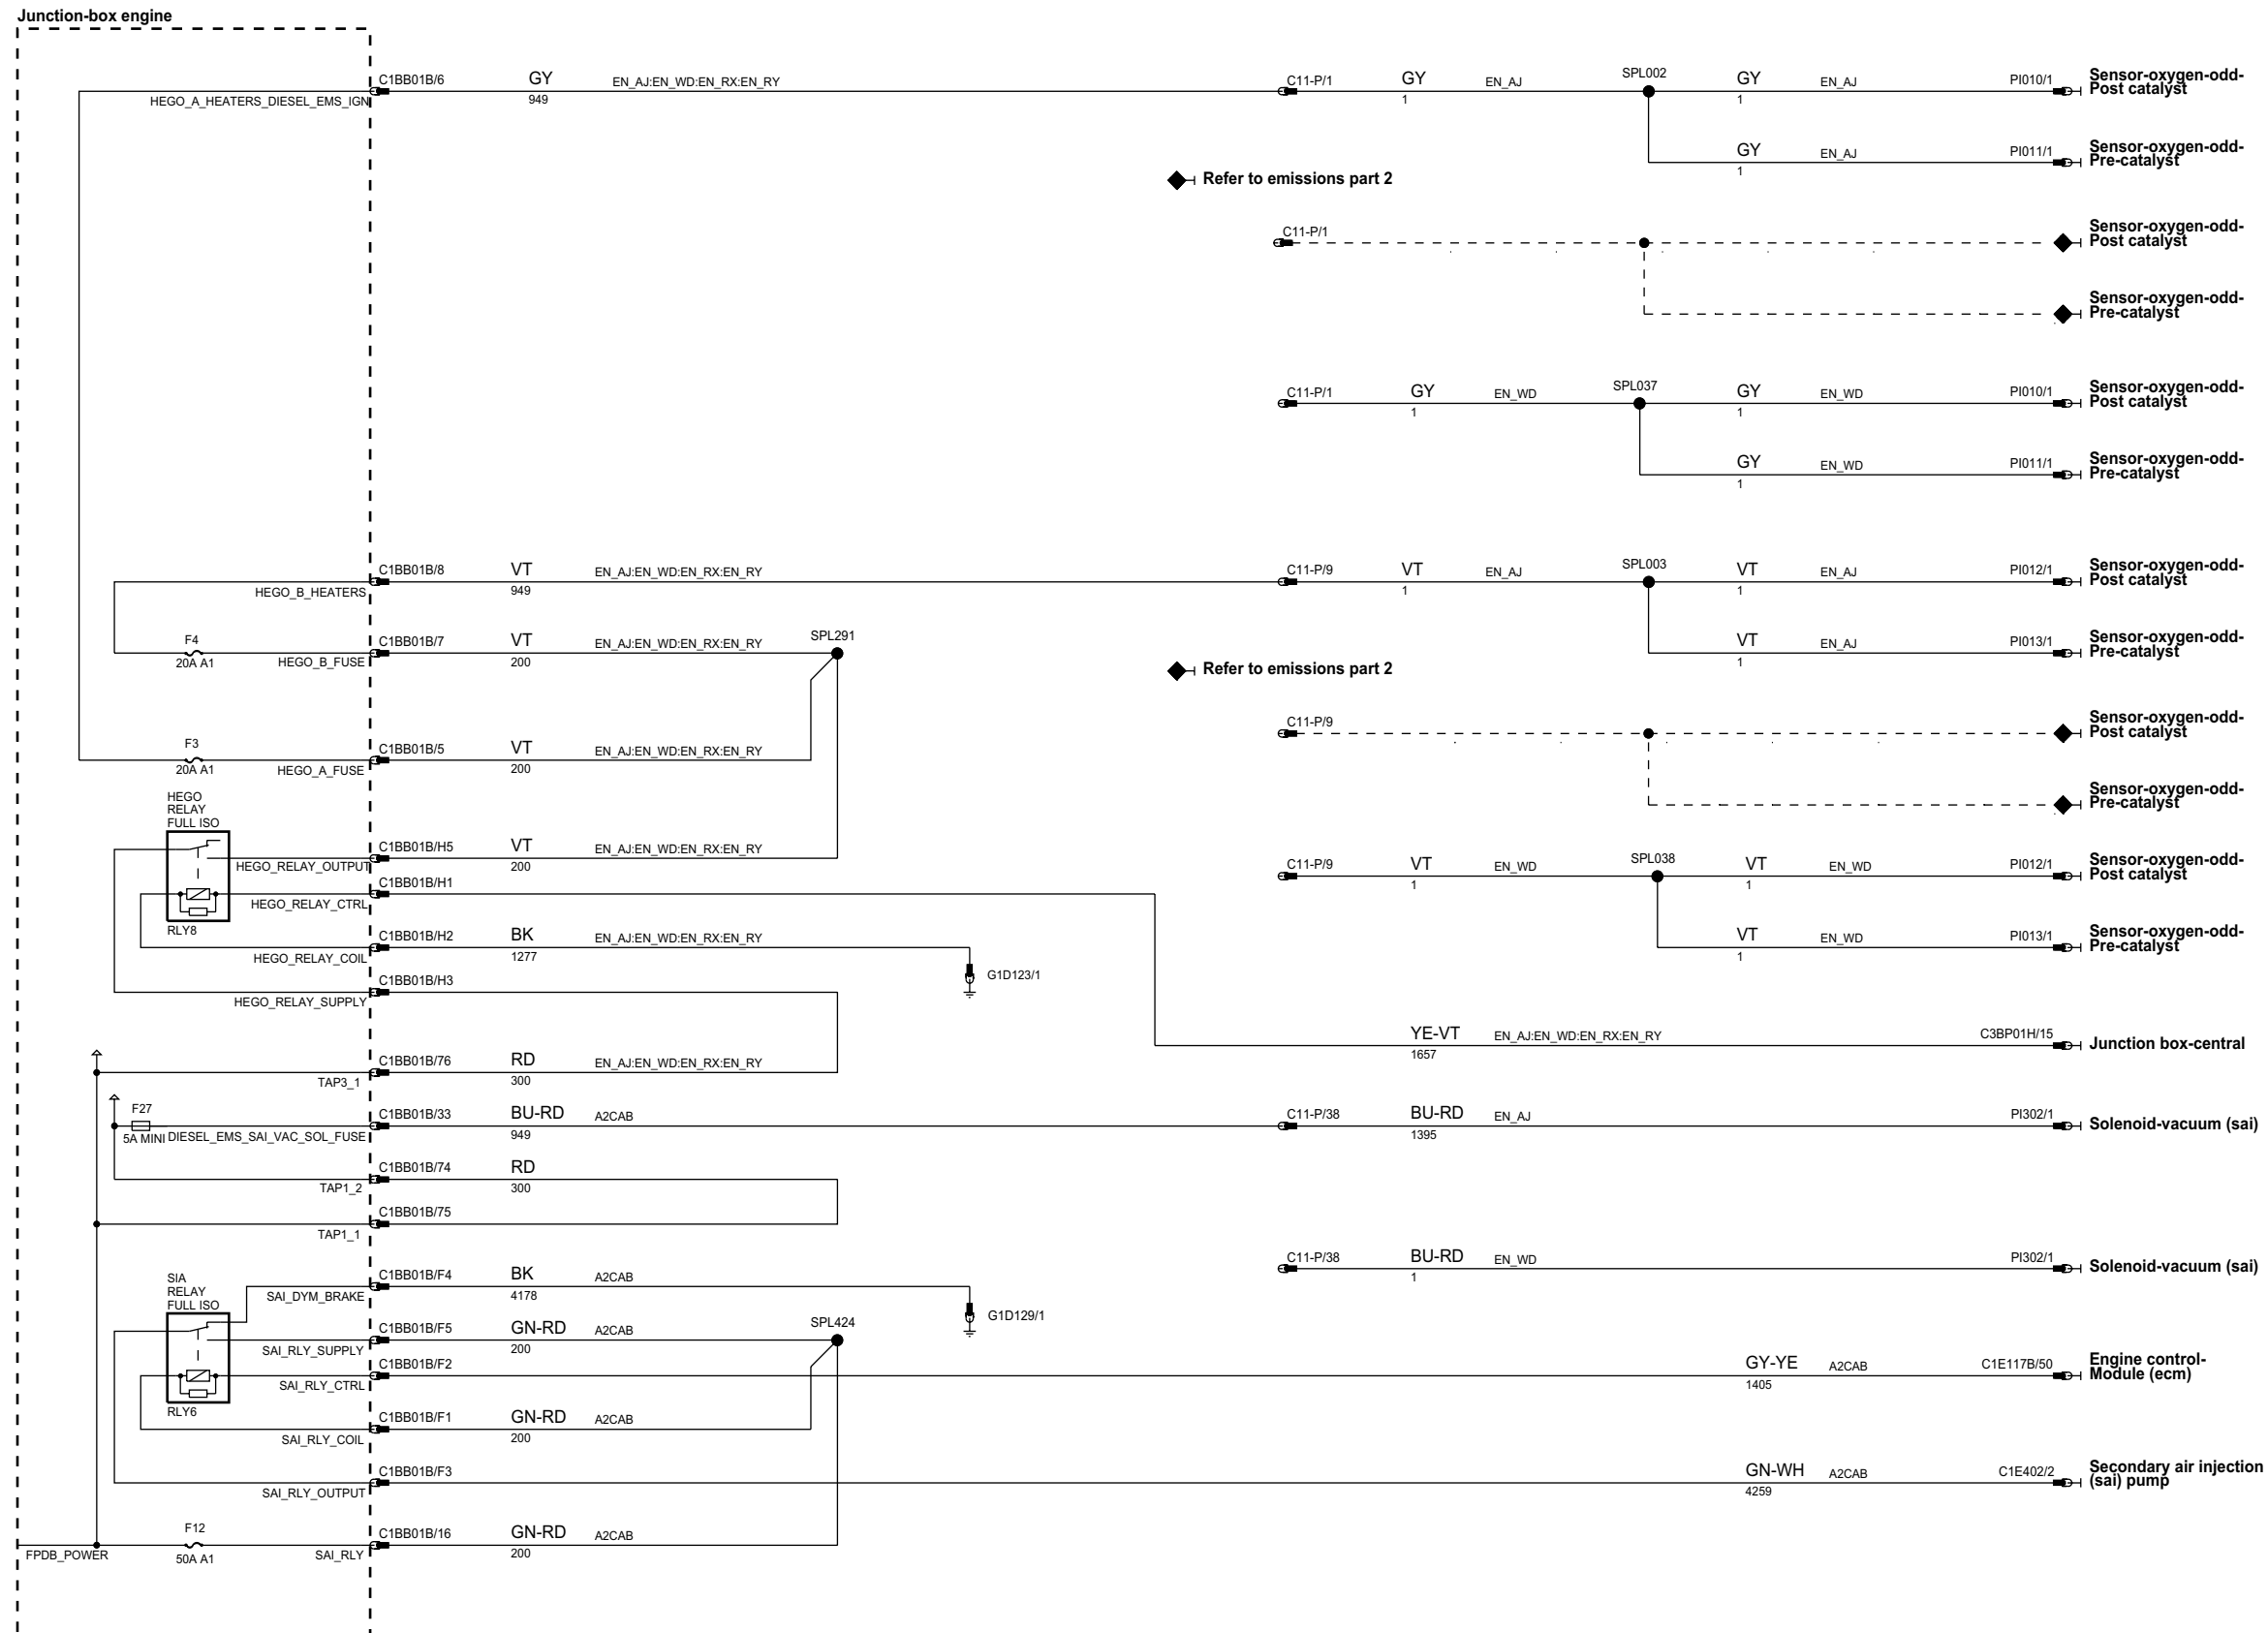 Junction-box engine
C1BB01B/6 GY EN_AJ:EN_WD:EN_RX:EN_RY C11-P/1 GY EN_AJ SPL002 GY EN_AJ PI010/1 Sensor-oxygen-odd-
Post catalyst
HEGO_A_HEATERS_DIESEL_EMS_IGN 949 1 1
GY EN_AJ PI011/1 Sensor-oxygen-odd-
Pre-catalyst
1
Refer to emissions part 2
C11-P/1 Sensor-oxygen-odd-
Post catalyst
Sensor-oxygen-odd-
Pre-catalyst
C11-P/1 GY EN_WD SPL037 GY EN_WD PI010/1 Sensor-oxygen-odd-
Post catalyst
1 1
GY EN_WD PI011/1 Sensor-oxygen-odd-
Pre-catalyst
1
C1BB01B/8 VT EN_AJ:EN_WD:EN_RX:EN_RY C11-P/9 VT EN_AJ SPL003 VT EN_AJ PI012/1 Sensor-oxygen-odd-
Post catalyst
HEGO_B_HEATERS 949 1 1
F4 C1BB01B/7 VT EN_AJ:EN_WD:EN_RX:EN_RY SPL291 VT EN_AJ PI013/1 Sensor-oxygen-odd-
Pre-catalyst
20A A1 HEGO_B_FUSE 200 1
Refer to emissions part 2
C11-P/9 Sensor-oxygen-odd-
Post catalyst
F3 C1BB01B/5 VT EN_AJ:EN_WD:EN_RX:EN_RY
20A A1 HEGO_A_FUSE 200
Sensor-oxygen-odd-
Pre-catalyst
HEGO
RELAY
FULL ISO
C1BB01B/H5 VT EN_AJ:EN_WD:EN_RX:EN_RY C11-P/9 VT EN_WD SPL038 VT EN_WD PI012/1 Sensor-oxygen-odd-
Post catalyst
HEGO_RELAY_OUTPUT 200 1 1
C1BB01B/H1
HEGO_RELAY_CTRL
RLY8
C1BB01B/H2 BK EN_AJ:EN_WD:EN_RX:EN_RY VT EN_WD PI013/1 Sensor-oxygen-odd-
Pre-catalyst
HEGO_RELAY_COIL 1277 1
G1D123/1
C1BB01B/H3
HEGO_RELAY_SUPPLY
YE-VT EN_AJ:EN_WD:EN_RX:EN_RY C3BP01H/15 Junction box-central
1657
C1BB01B/76 RD EN_AJ:EN_WD:EN_RX:EN_RY
TAP3_1 300
F27 C1BB01B/33 BU-RD A2CAB C11-P/38 BU-RD EN_AJ PI302/1 Solenoid-vacuum (sai)
5A MINI DIESEL_EMS_SAI_VAC_SOL_FUSE 949 1395
C1BB01B/74 RD
TAP1_2 300
C1BB01B/75
TAP1_1
C11-P/38 BU-RD EN_WD PI302/1 Solenoid-vacuum (sai)
1
SIA
RELAY
FULL ISO
C1BB01B/F4 BK A2CAB
SAI_DYM_BRAKE 4178
G1D129/1
C1BB01B/F5 GN-RD A2CAB SPL424
SAI_RLY_SUPPLY 200
C1BB01B/F2 GY-YE A2CAB C1E117B/50 Engine control-
Module (ecm)
SAI_RLY_CTRL 1405
RLY6
C1BB01B/F1 GN-RD A2CAB
SAI_RLY_COIL 200
C1BB01B/F3 GN-WH A2CAB C1E402/2 Secondary air injection
(sai) pump
SAI_RLY_OUTPUT 4259
F12 C1BB01B/16 GN-RD A2CAB
FPDB_POWER 50A A1 SAI_RLY 200